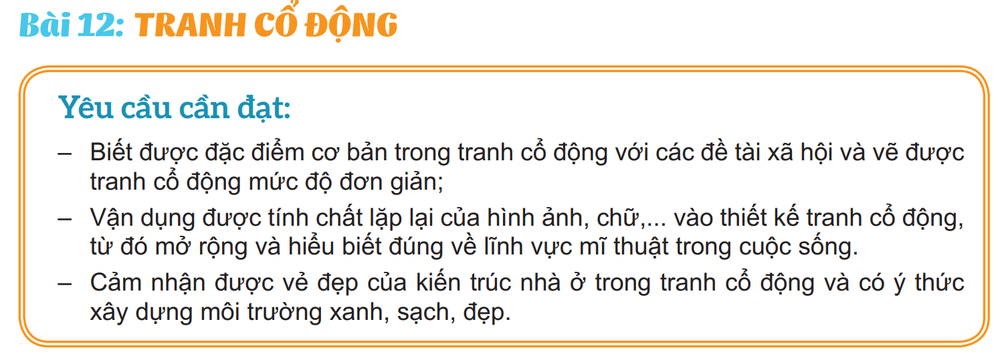 Bài 12: TRANH CỔ ĐỘNG
Yêu cầu cần đạt:
– Biết được đặc điểm cơ bản trong tranh cổ động với các đề tài xã hội và vẽ được
tranh cổ động mức độ đơn giản;
– Vận dụng được tính chất lặp lại của hình ảnh, chữ,... vào thiết kế tranh cổ động,
từ đó mở rộng và hiểu biết đúng về lĩnh vực mĩ thuật trong cuộc sống.
– Cảm nhận được vẻ đẹp của kiến trúc nhà ở trong tranh cổ động và có ý thức
xây dựng môi trường xanh, sạch, đẹp.